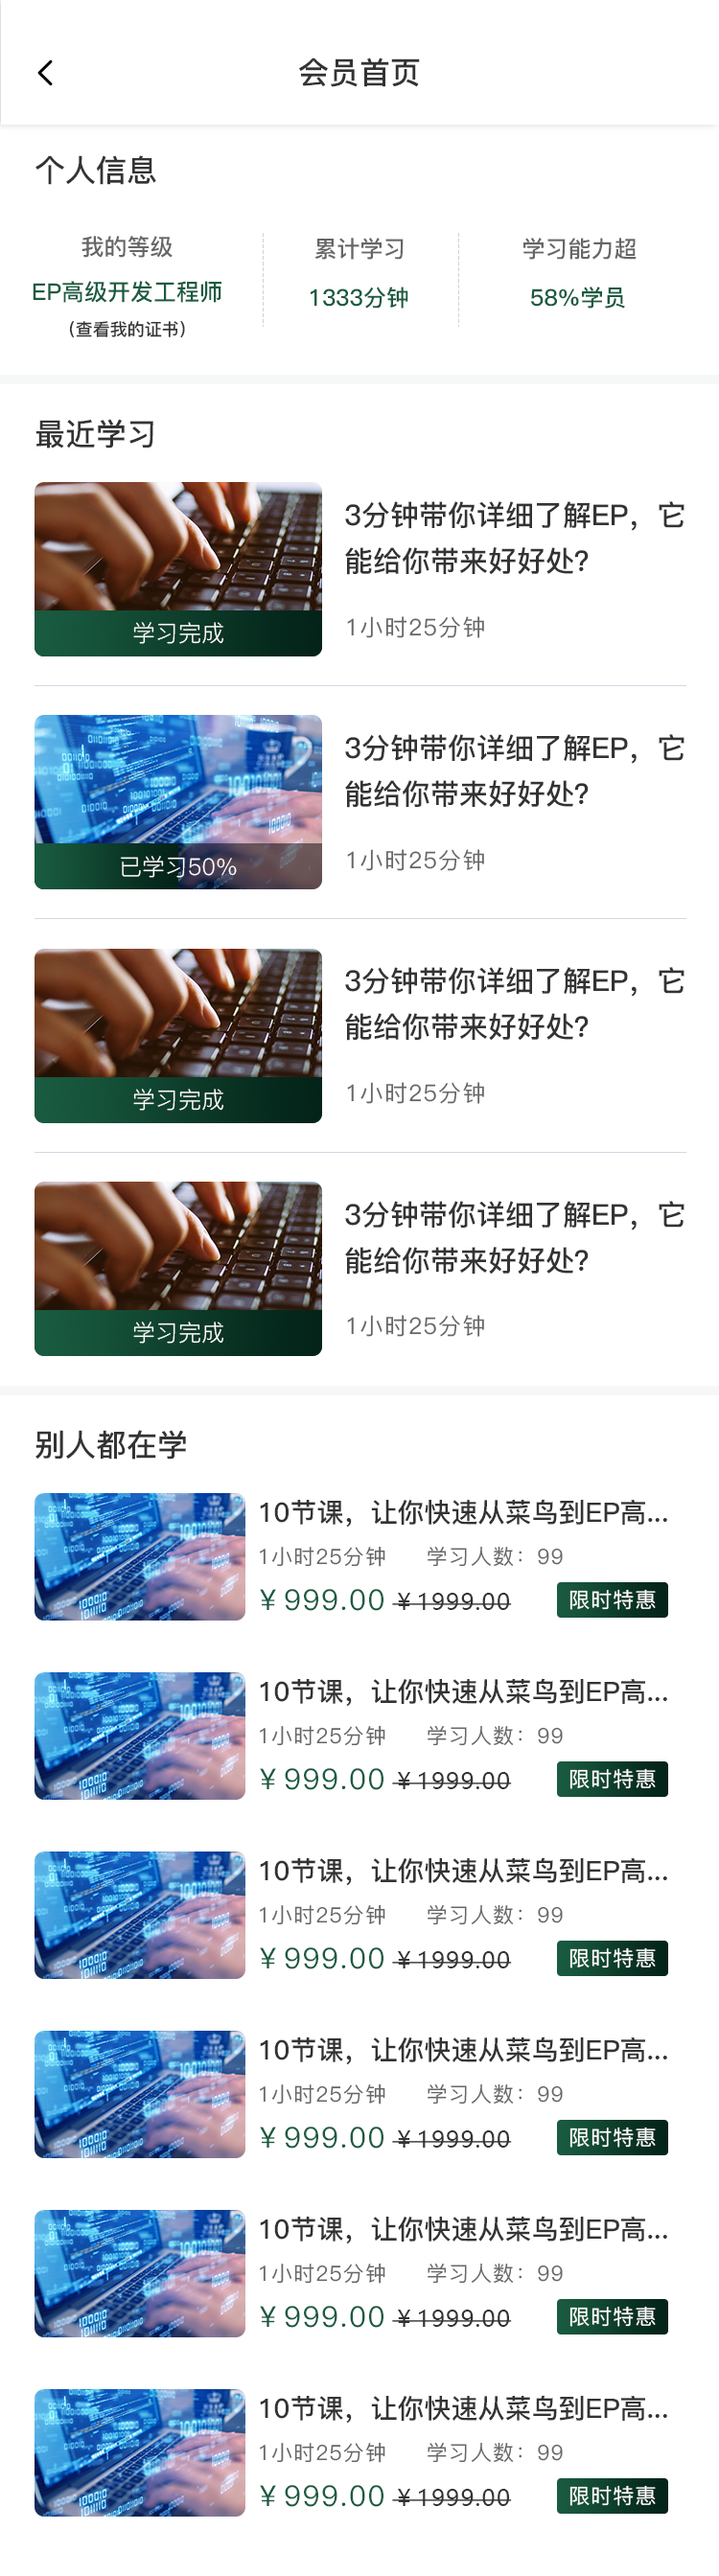 会员首页
个人信息
我的等级
累计学习
学习能力超
EP高级开发工程师
1333分钟
58%学员
（查看我的证书）
最近学习
3分钟带你详细了解EP，它
能给你带来好好处?
学习完成
1小时25分钟
3分钟带你详细了解EP，它
能给你带来好好处?
已学习50%
1小时25分钟
3分钟带你详细了解EP，它
能给你带来好好处?
学习完成
1小时25分钟
3分钟带你详细了解EP，它
能给你带来好好处?
学习完成
1小时25分钟
别人都在学
10节课，让你快速从菜鸟到EP高...
1小时25分钟 学习人数：99
¥ 999.00 ¥ 1999.00 限时特惠
10节课，让你快速从菜鸟到EP高...
1小时25分钟 学习人数：99
¥ 999.00 ¥ 1999.00 限时特惠
10节课，让你快速从菜鸟到EP高...
1小时25分钟 学习人数：99
¥ 999.00 ¥ 1999.00 限时特惠
10节课，让你快速从菜鸟到EP高...
1小时25分钟 学习人数：99
¥ 999.00 ¥ 1999.00 限时特惠
10节课，让你快速从菜鸟到EP高...
1小时25分钟 学习人数：99
¥ 999.00 ¥ 1999.00 限时特惠
10节课，让你快速从菜鸟到EP高...
1小时25分钟 学习人数：99
¥ 999.00 ¥ 1999.00 限时特惠